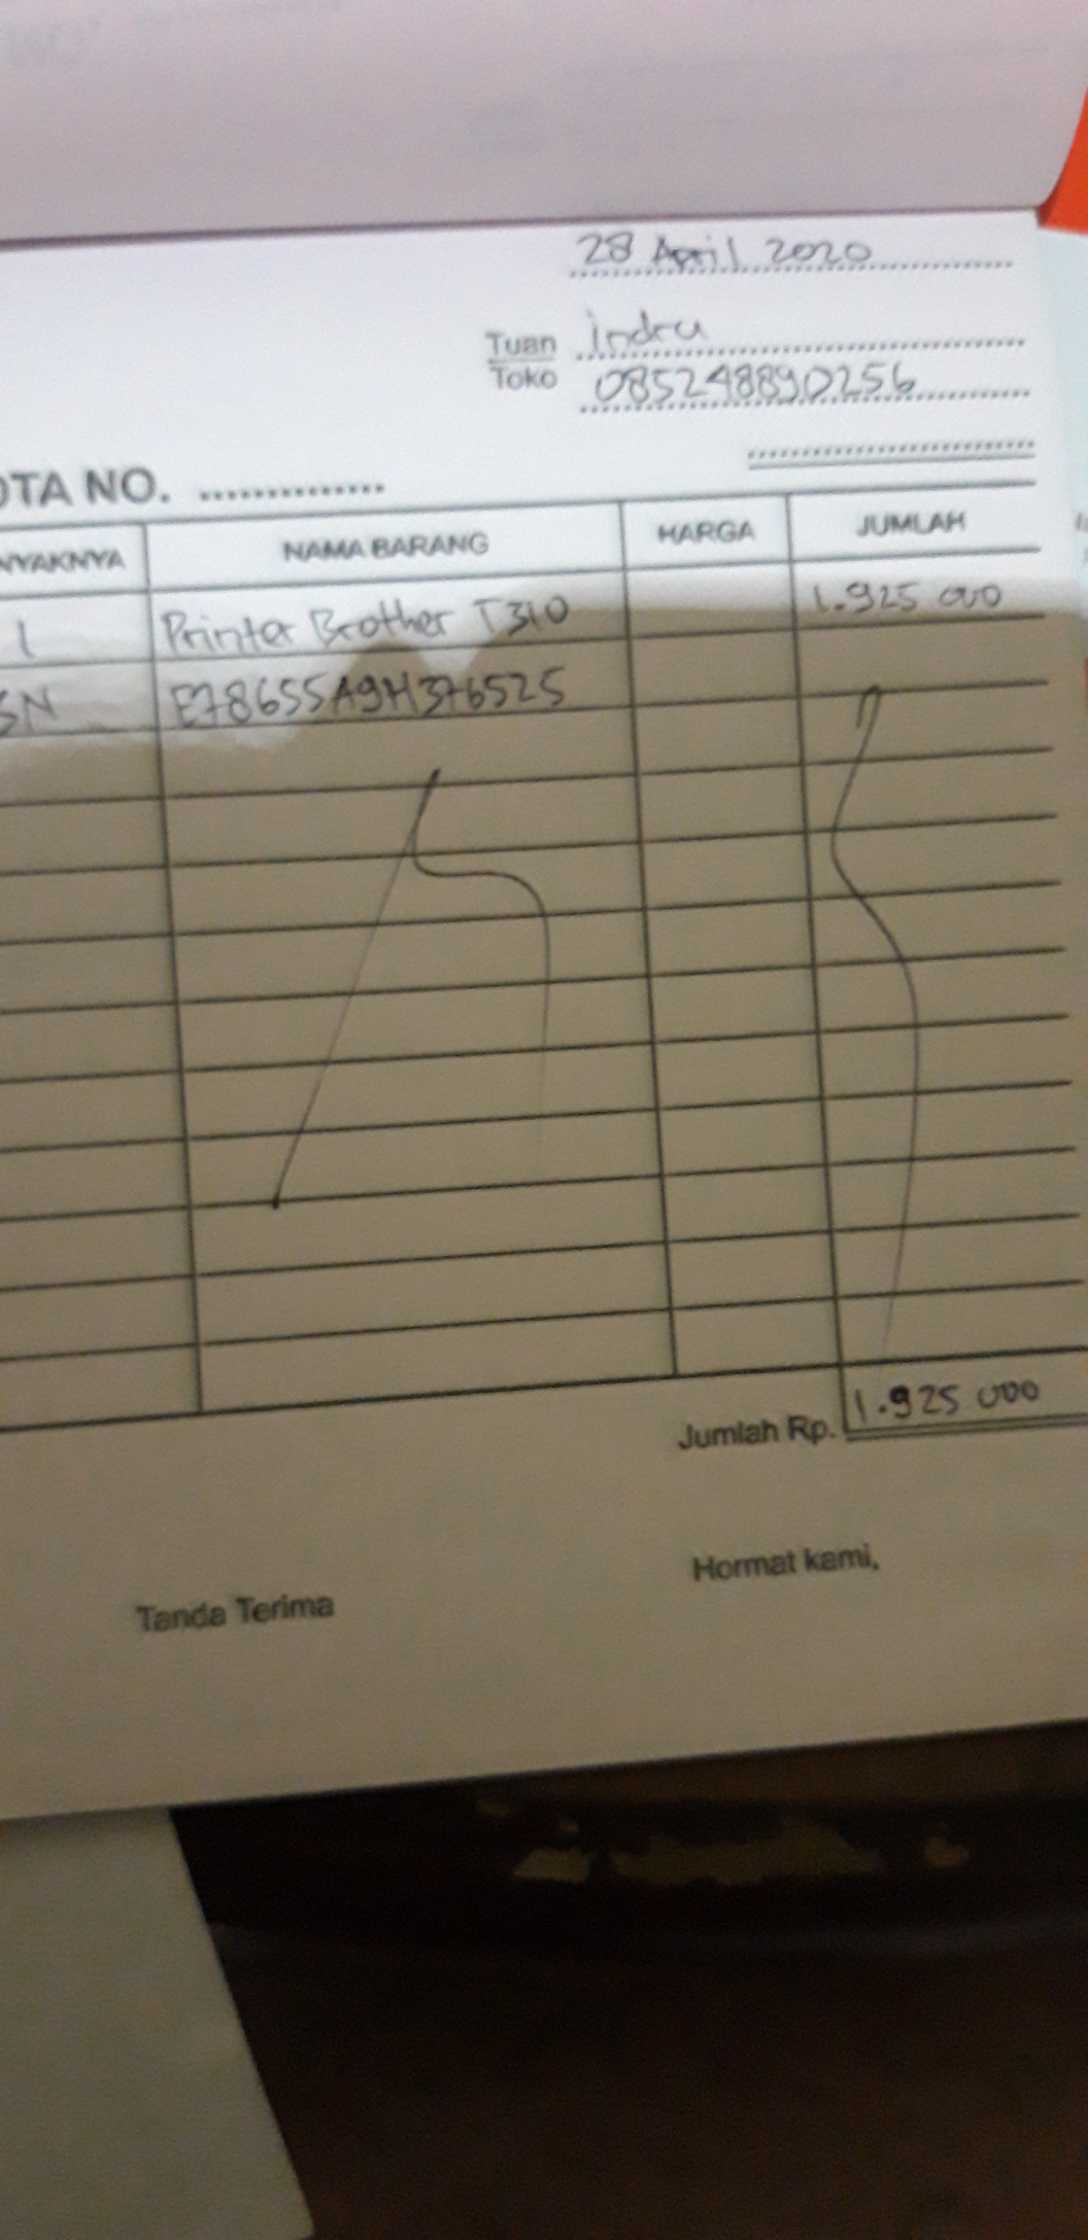 28 April 2020
Tuan indra
Toko 085248890256
OTA NO. ..............
NYAKNYA NAMA BARANG HARGA JUMLAH
1 Printer Brother T310 1.925 000
SN E78655A9H376525
Jumlah Rp. 1.925 000
Tanda Terima Hormat kami,